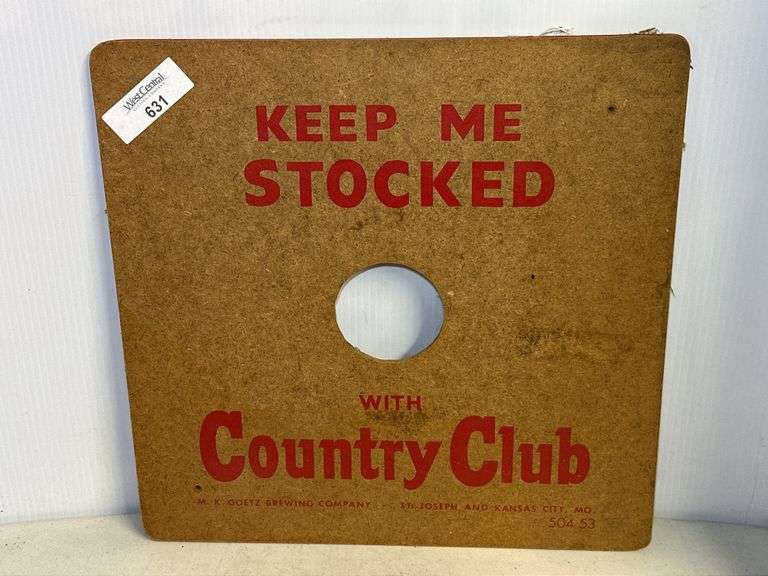 West Central
631
KEEP ME
STOCKED
WITH
Country Club
M. K. GOETZ BREWING COMPANY ST. JOSEPH AND KANSAS CITY, MO.
504 53